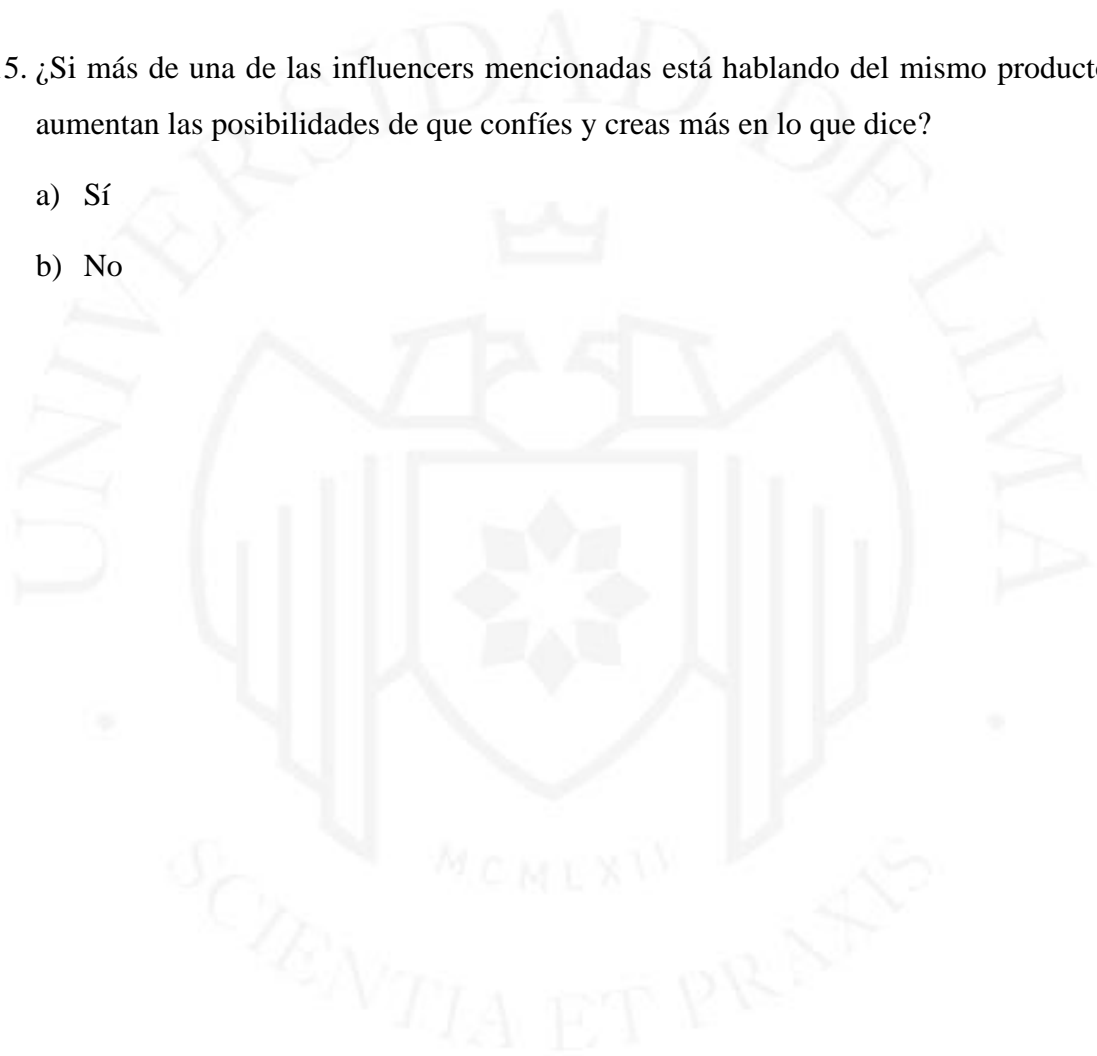 5. ¿Si más de una de las influencers mencionadas está hablando del mismo product
aumentan las posibilidades de que confíes y creas más en lo que dice?
a) Sí
b) No
UNIVERSIDAD DE LIMA
MCMLXII
SCIENTIA ET PRAXIS